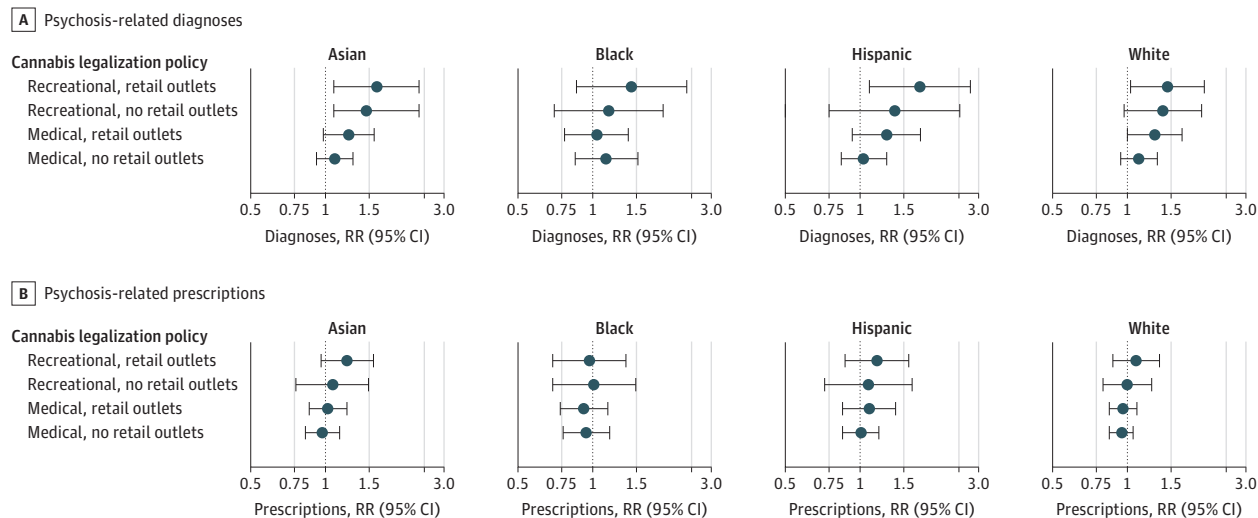 A Psychosis-related diagnoses
Cannabis legalization policy
Recreational, retail outlets
Recreational, no retail outlets
Medical, retail outlets
Medical, no retail outlets
Asian
0.5 0.75 1 1.5 3.0
Diagnoses, RR (95% CI)
Black
0.5 0.75 1 1.5 3.0
Diagnoses, RR (95% CI)
Hispanic
0.5 0.75 1 1.5 3.0
Diagnoses, RR (95% CI)
White
0.5 0.75 1 1.5 3.0
Diagnoses, RR (95% CI)
B Psychosis-related prescriptions
Cannabis legalization policy
Recreational, retail outlets
Recreational, no retail outlets
Medical, retail outlets
Medical, no retail outlets
Asian
0.5 0.75 1 1.5 3.0
Prescriptions, RR (95% CI)
Black
0.5 0.75 1 1.5 3.0
Prescriptions, RR (95% CI)
Hispanic
0.5 0.75 1 1.5 3.0
Prescriptions, RR (95% CI)
White
0.5 0.75 1 1.5 3.0
Prescriptions, RR (95% CI)